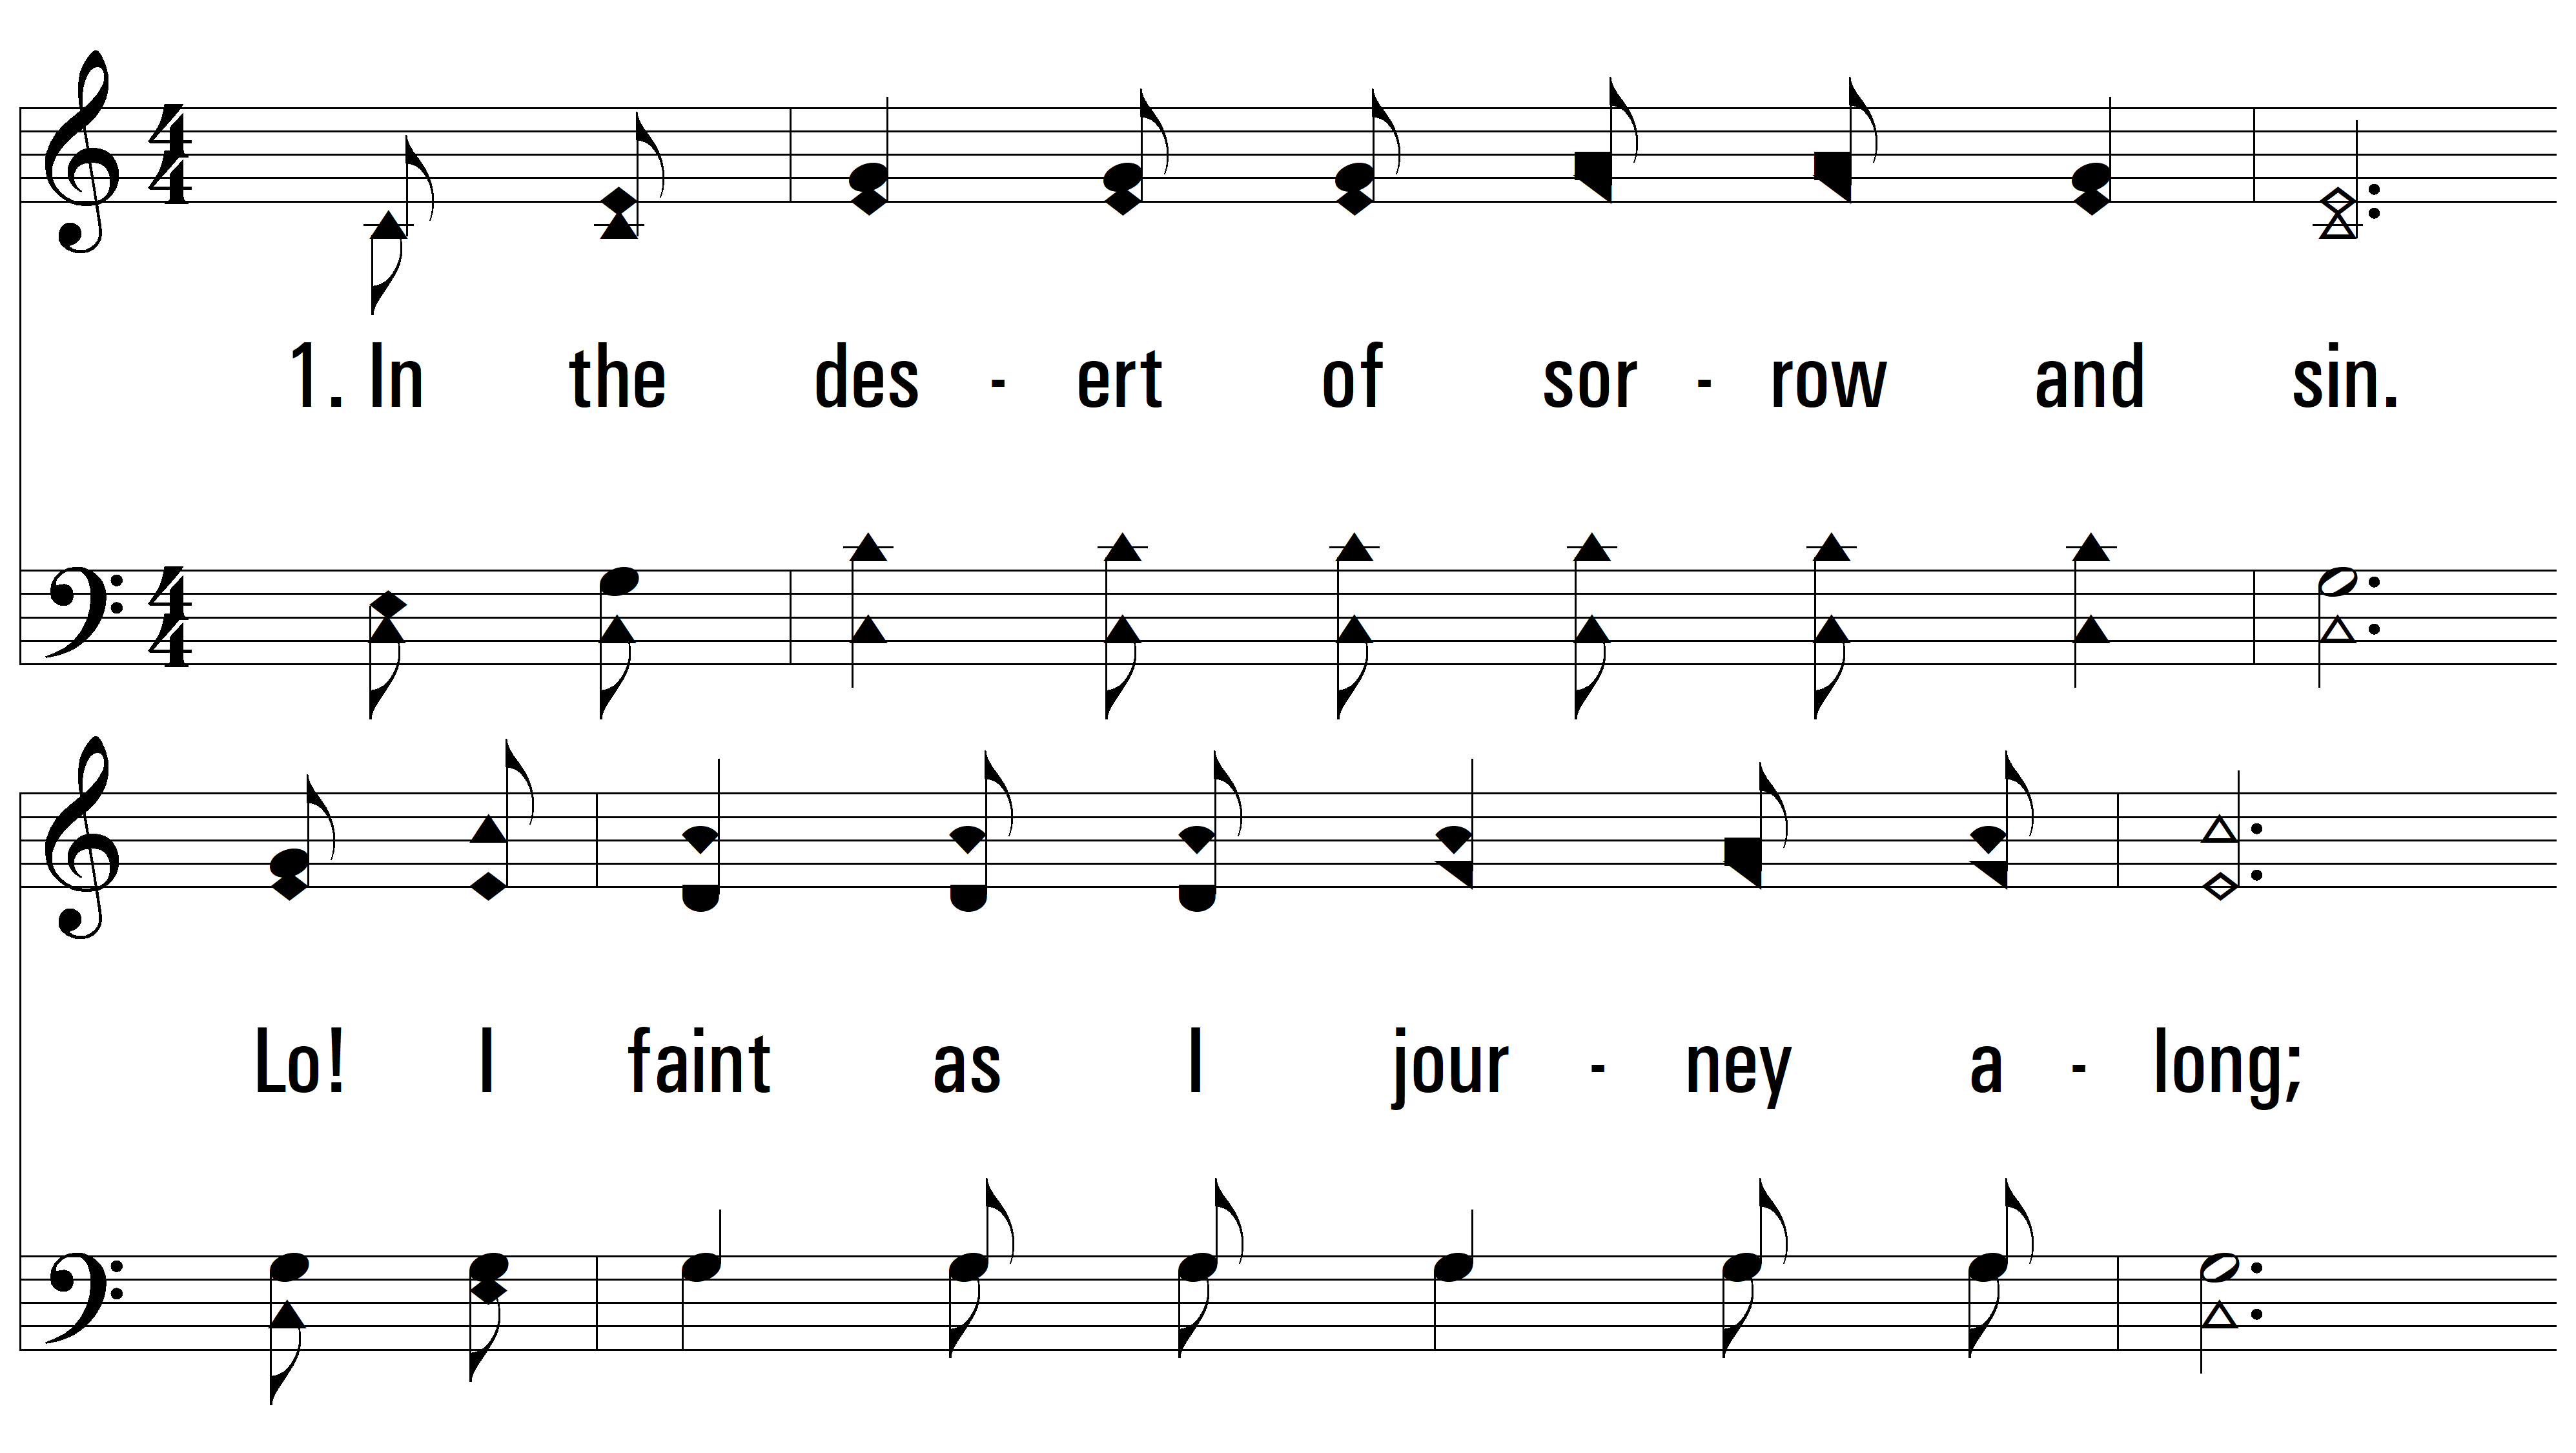 1. In the des - ert of sor - row and sin.
Lo! I faint as I jour - ney a - long;